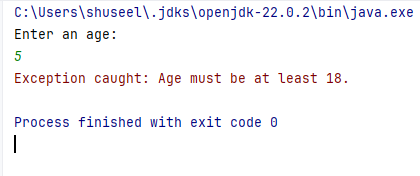 C:\Users\shuseel\.jdks\openjdk-22.0.2\bin\java.exe
Enter an age:
5
Exception caught: Age must be at least 18.
Process finished with exit code 0